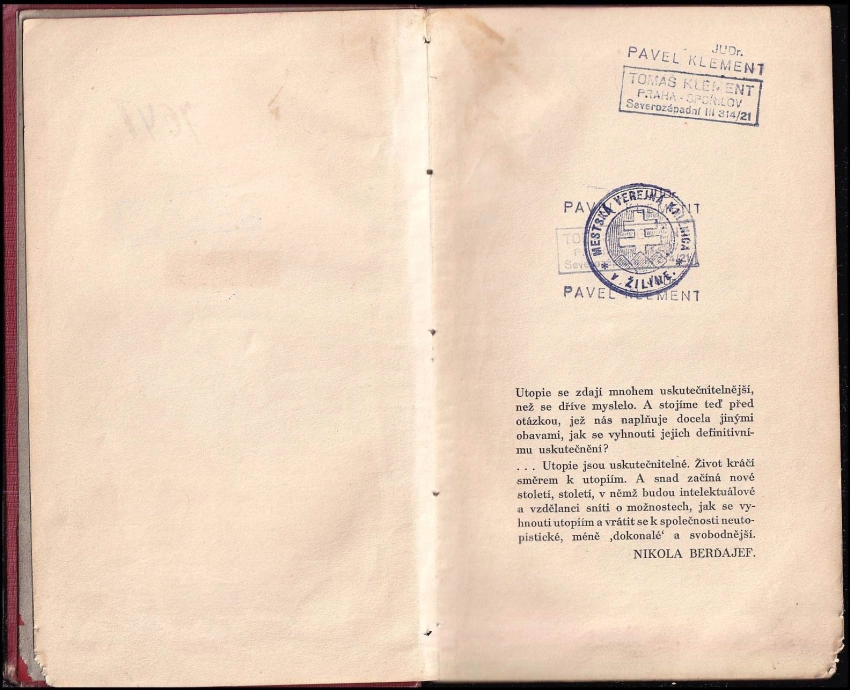 JUDr.
PAVEL KLEMENT
TOMÁŠ KLEMENT
PRAHA - SPOŘILOV
Severozápadní III 314/21
MESTSKÁ VEREJNÁ KNIŽNICA
* V ŽILINE. *
PAVEL KLEMENT
Utopie se zdají mnohem uskutečnitelnější,
než se dříve myslelo. A stojíme teď před
otázkou, jež nás naplňuje docela jinými
obavami, jak se vyhnouti jejich definitivní-
mu uskutečnění?
. . . Utopie jsou uskutečnitelné. Život kráčí
směrem k utopiím. A snad začíná nové
století, století, v němž budou intelektuálové
a vzdělanci sníti o možnostech, jak se vy-
hnouti utopiím a vrátit se k společnosti neuto-
pistické, méně ‚dokonalé‘ a svobodnější.
NIKOLA BERĎAJEF.